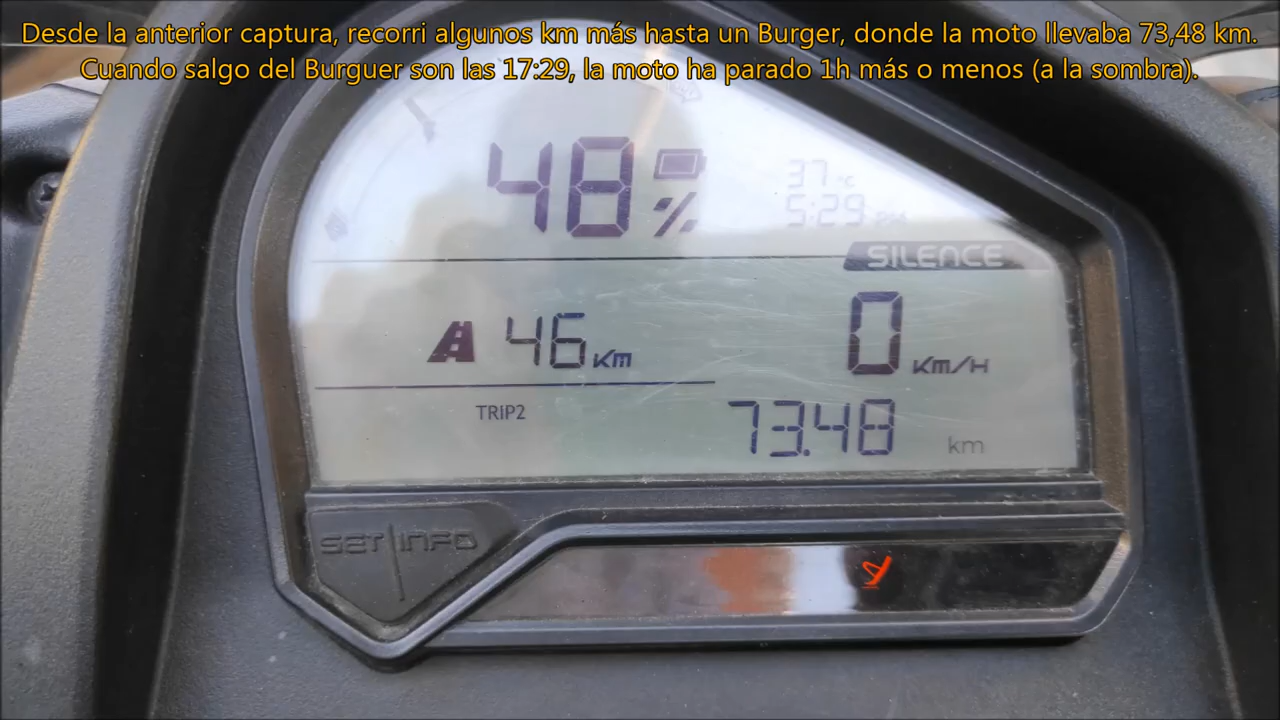 Desde la anterior captura, recorri algunos km más hasta un Burger, donde la moto llevaba 73,48 km.
Cuando salgo del Burguer son las 17:29, la moto ha parado 1h más o menos (a la sombra).
48 %
37 °C
5:29 PM
SILENCE
46 Km
0 Km/H
TRIP2
73.48 km
SET INFO